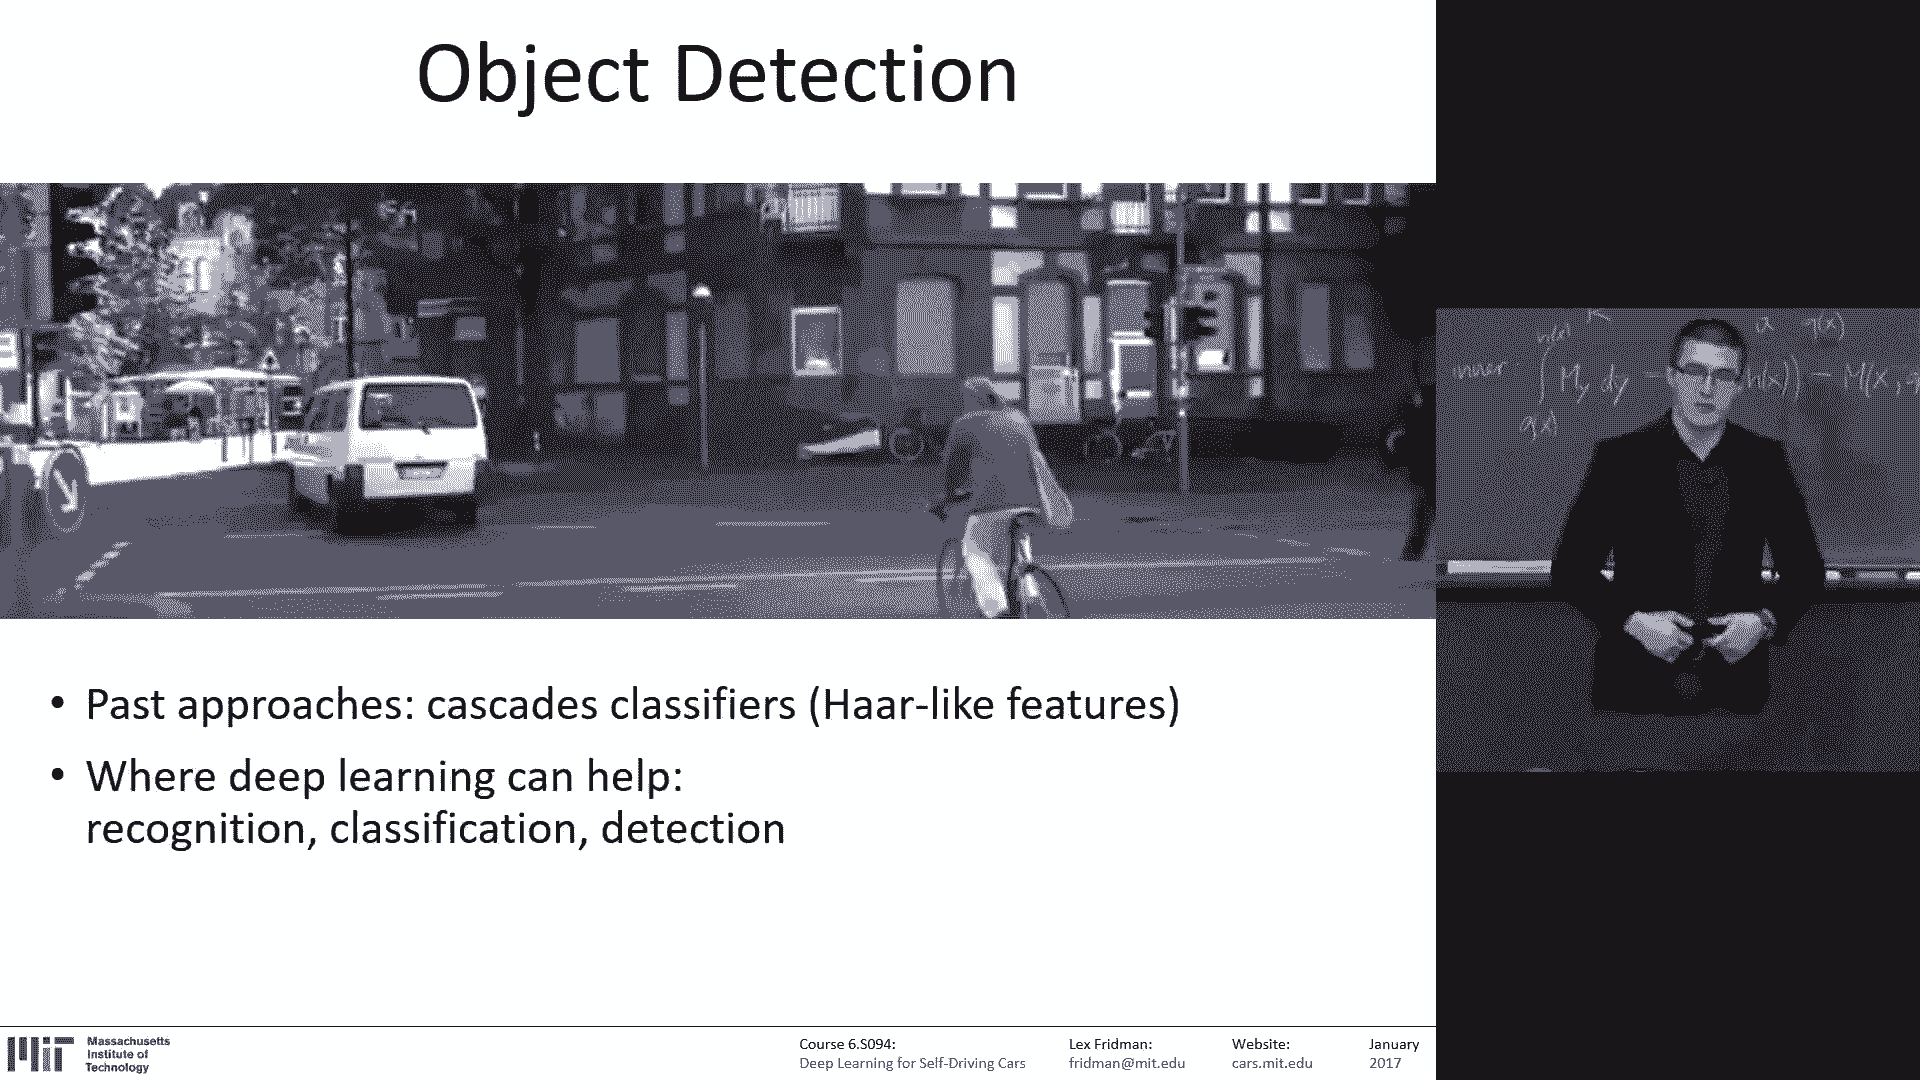 Object Detection
inner
g(x)
• Past approaches: cascades classifiers (Haar-like features)
• Where deep learning can help:
recognition, classification, detection
MIT
Massachusetts
Institute of
Technology
Course 6.S094:
Deep Learning for Self-Driving Cars
Lex Fridman:
fridman@mit.edu
Website:
cars.mit.edu
January
2017